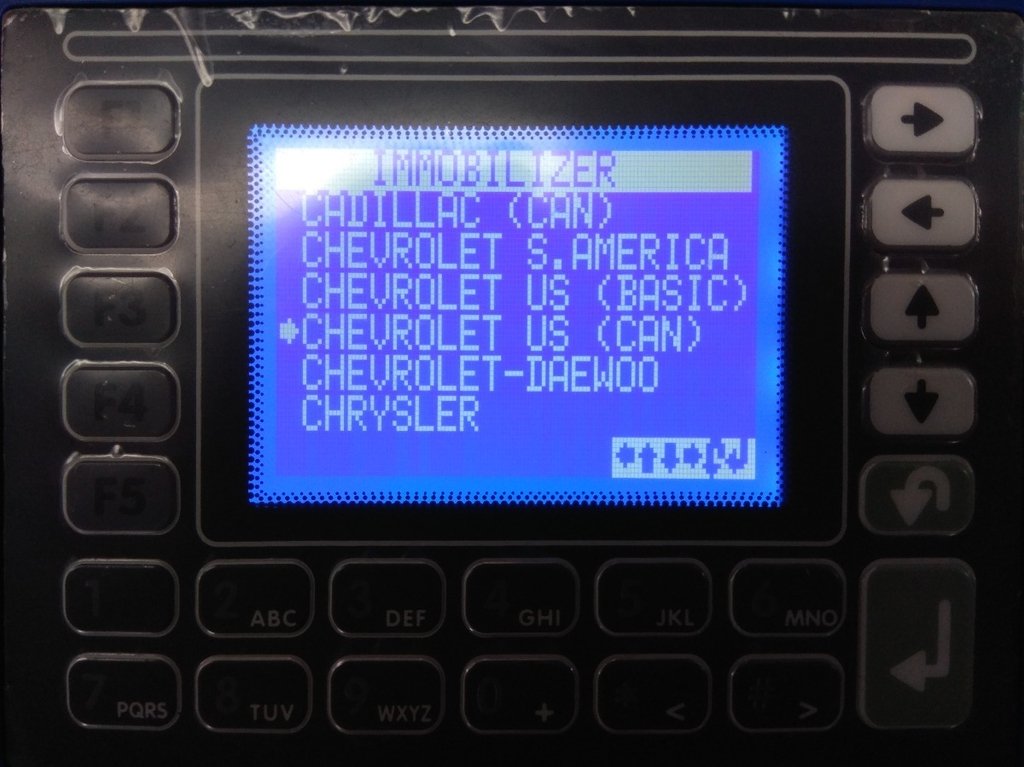 IMMOBILIZER
CADILLAC (CAN)
CHEVROLET S.AMERICA
CHEVROLET US (BASIC)
CHEVROLET US (CAN)
CHEVROLET-DAEWOO
CHRYSLER
F1
F2
F3
F4
F5
1
2 ABC
3 DEF
4 GHI
5 JKL
6 MNO
7 PQRS
8 TUV
9 WXYZ
0 +
* <
# >